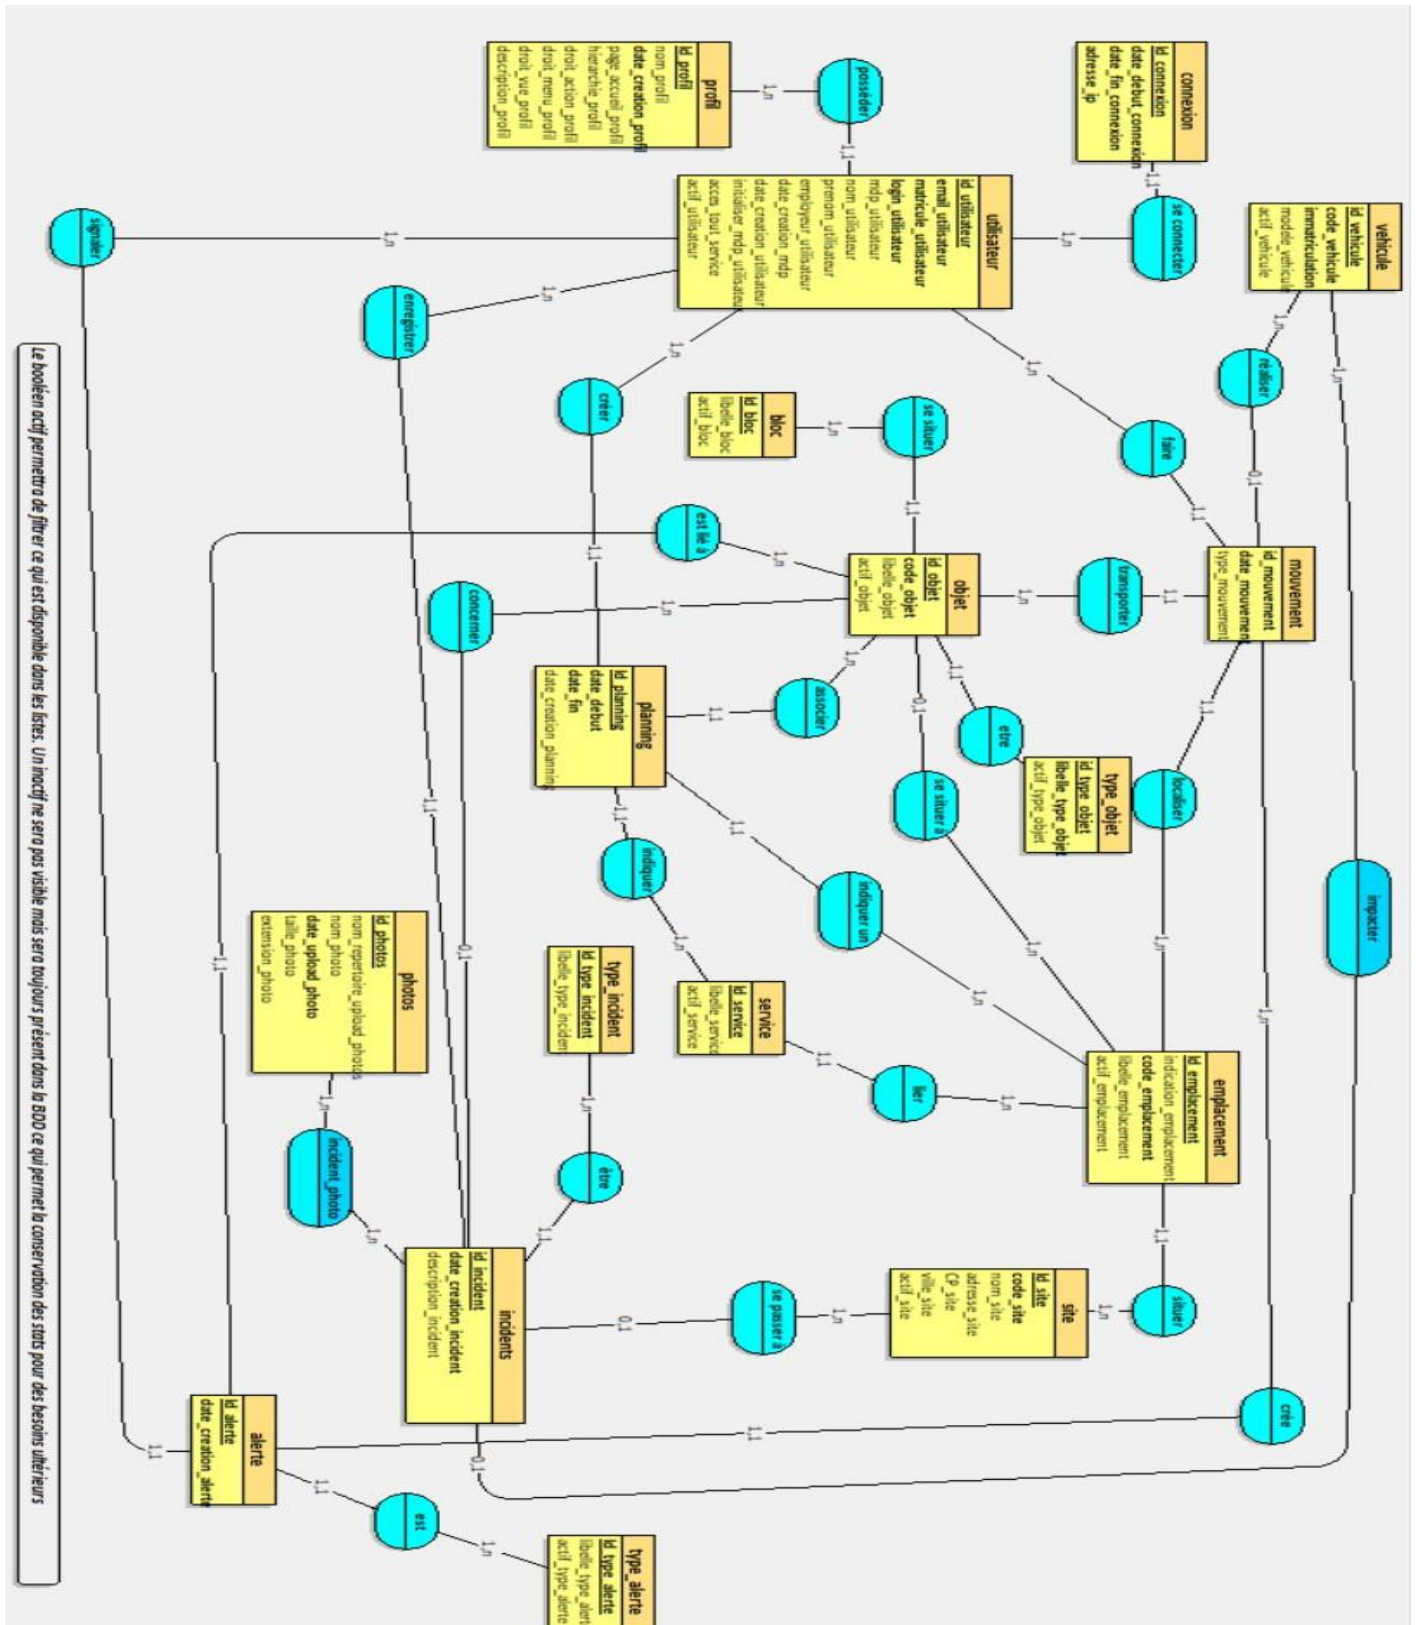 vehicule
id_vehicule
code_vehicule
immatriculation
modele_vehicule
actif_vehicule
1,n
impacter
0,1
1,n
réaliser
0,1
mouvement
id_mouvement
date_mouvement
type_mouvement
1,n
crée
1,1
connexion
id_connexion
date_debut_connexion
date_fin_connexion
adresse_ip
1,1
se connecter
1,n
faire
1,n
1,1
transporter
1,1
1,n
localiser
1,1
1,n
emplacement
id_emplacement
indication_emplacement
code_emplacement
libelle_emplacement
actif_emplacement
1,1
situer
1,n
site
id_site
code_site
nom_site
adresse_site
CP_site
ville_site
actif_site
type_objet
id_type_objet
libelle_type_objet
actif_type_objet
etre
1,1
utilisateur
id_utilisateur
email_utilisateur
matricule_utilisateur
login_utilisateur
mdp_utilisateur
nom_utilisateur
prenom_utilisateur
employeur_utilisateur
date_creation_mdp
date_creation_utilisateur
initialiser_mdp_utilisateur
acces_tout_service
actif_utilisateur
objet
id_objet
code_objet
libelle_objet
actif_objet
se situer à
0,1
1,n
posséder
1,n
1,1
se situer
1,n
1,1
bloc
id_bloc
libelle_bloc
actif_bloc
associer
1,n
1,1
indiquer un
1,1
1,n
lier
1,1
1,n
se passer à
1,n
0,1
profil
id_profil
nom_profil
date_creation_profil
page_accueil_profil
hierarchie_profil
droit_action_profil
droit_menu_profil
droit_vue_profil
description_profil
créer
1,n
1,1
est lié à
1,n
1,1
planning
id_planning
date_debut
date_fin
date_creation_planning
indiquer
1,1
1,n
service
id_service
libelle_service
actif_service
type_incident
id_type_incident
libelle_type_incident
1,n
être
1,1
concerner
1,n
0,1
enregistrer
1,n
1,1
incidents
id_incident
date_creation_incident
description_incident
photos
id_photos
nom_repertoire_upload_photos
nom_photo
date_upload_photo
taille_photo
extension_photo
1,n
incident_photo
1,n
type_alerte
id_type_alerte
libelle_type_alert
actif_type_alerte
1,n
est
1,1
alerte
id_alerte
date_creation_alerte
signaler
1,n
1,1
Le booléen actif permettra de filtrer ce qui est disponible dans les listes. Un inactif ne sera pas visible mais sera toujours présent dans la BDD ce qui permet la conservation des stats pour des besoins ultérieurs